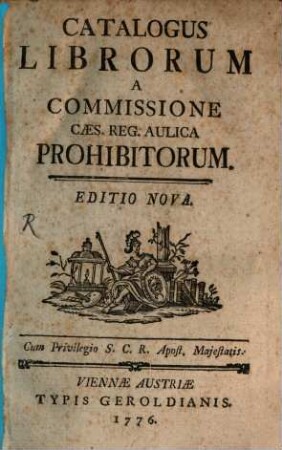 CATALOGUS
LIBRORUM
A
COMMISSIONE
CÆS. REG. AULICA
PROHIBITORUM.
EDITIO NOVA.
R
Cum Privilegio S. C. R. Apost. Majestatis.
VIENNÆ AUSTRIÆ
TYPIS GEROLDIANIS.
1776.